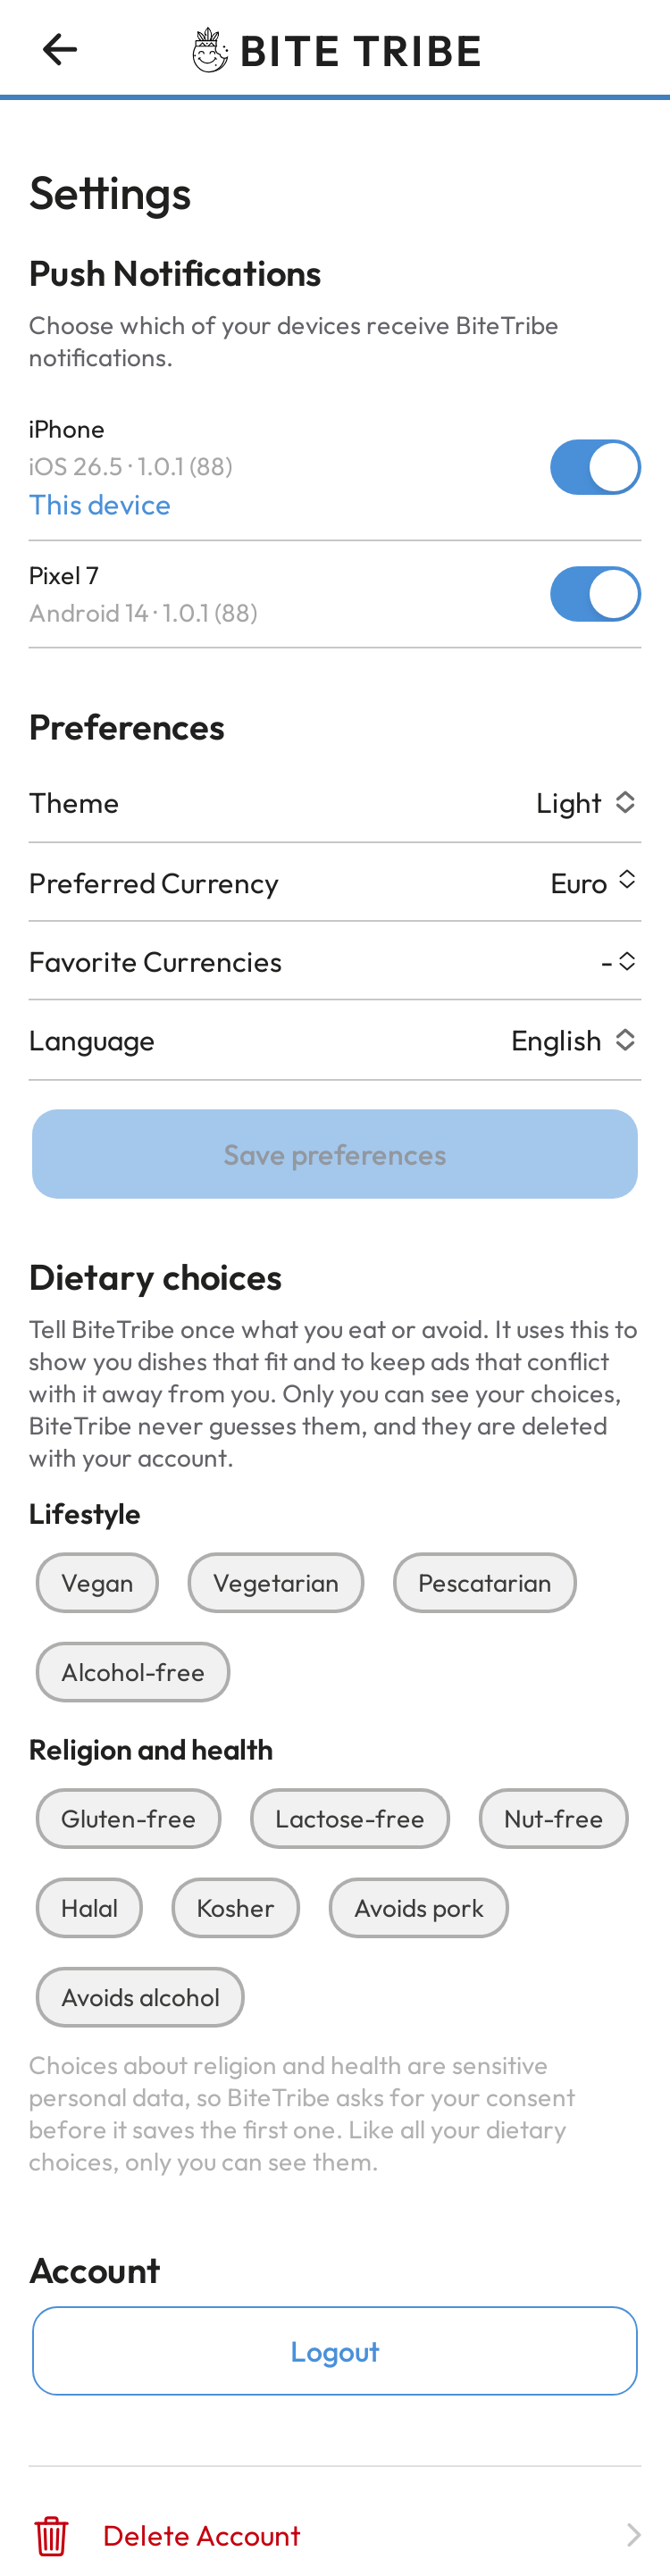 BITE TRIBE
Settings
Push Notifications
Choose which of your devices receive BiteTribe
notifications.
iPhone
iOS 26.5 · 1.0.1 (88)
This device
Pixel 7
Android 14 · 1.0.1 (88)
Preferences
Theme Light
Preferred Currency Euro
Favorite Currencies -
Language English
Save preferences
Dietary choices
Tell BiteTribe once what you eat or avoid. It uses this to
show you dishes that fit and to keep ads that conflict
with it away from you. Only you can see your choices,
BiteTribe never guesses them, and they are deleted
with your account.
Lifestyle
Vegan Vegetarian Pescatarian
Alcohol-free
Religion and health
Gluten-free Lactose-free Nut-free
Halal Kosher Avoids pork
Avoids alcohol
Choices about religion and health are sensitive
personal data, so BiteTribe asks for your consent
before it saves the first one. Like all your dietary
choices, only you can see them.
Account
Logout
Delete Account